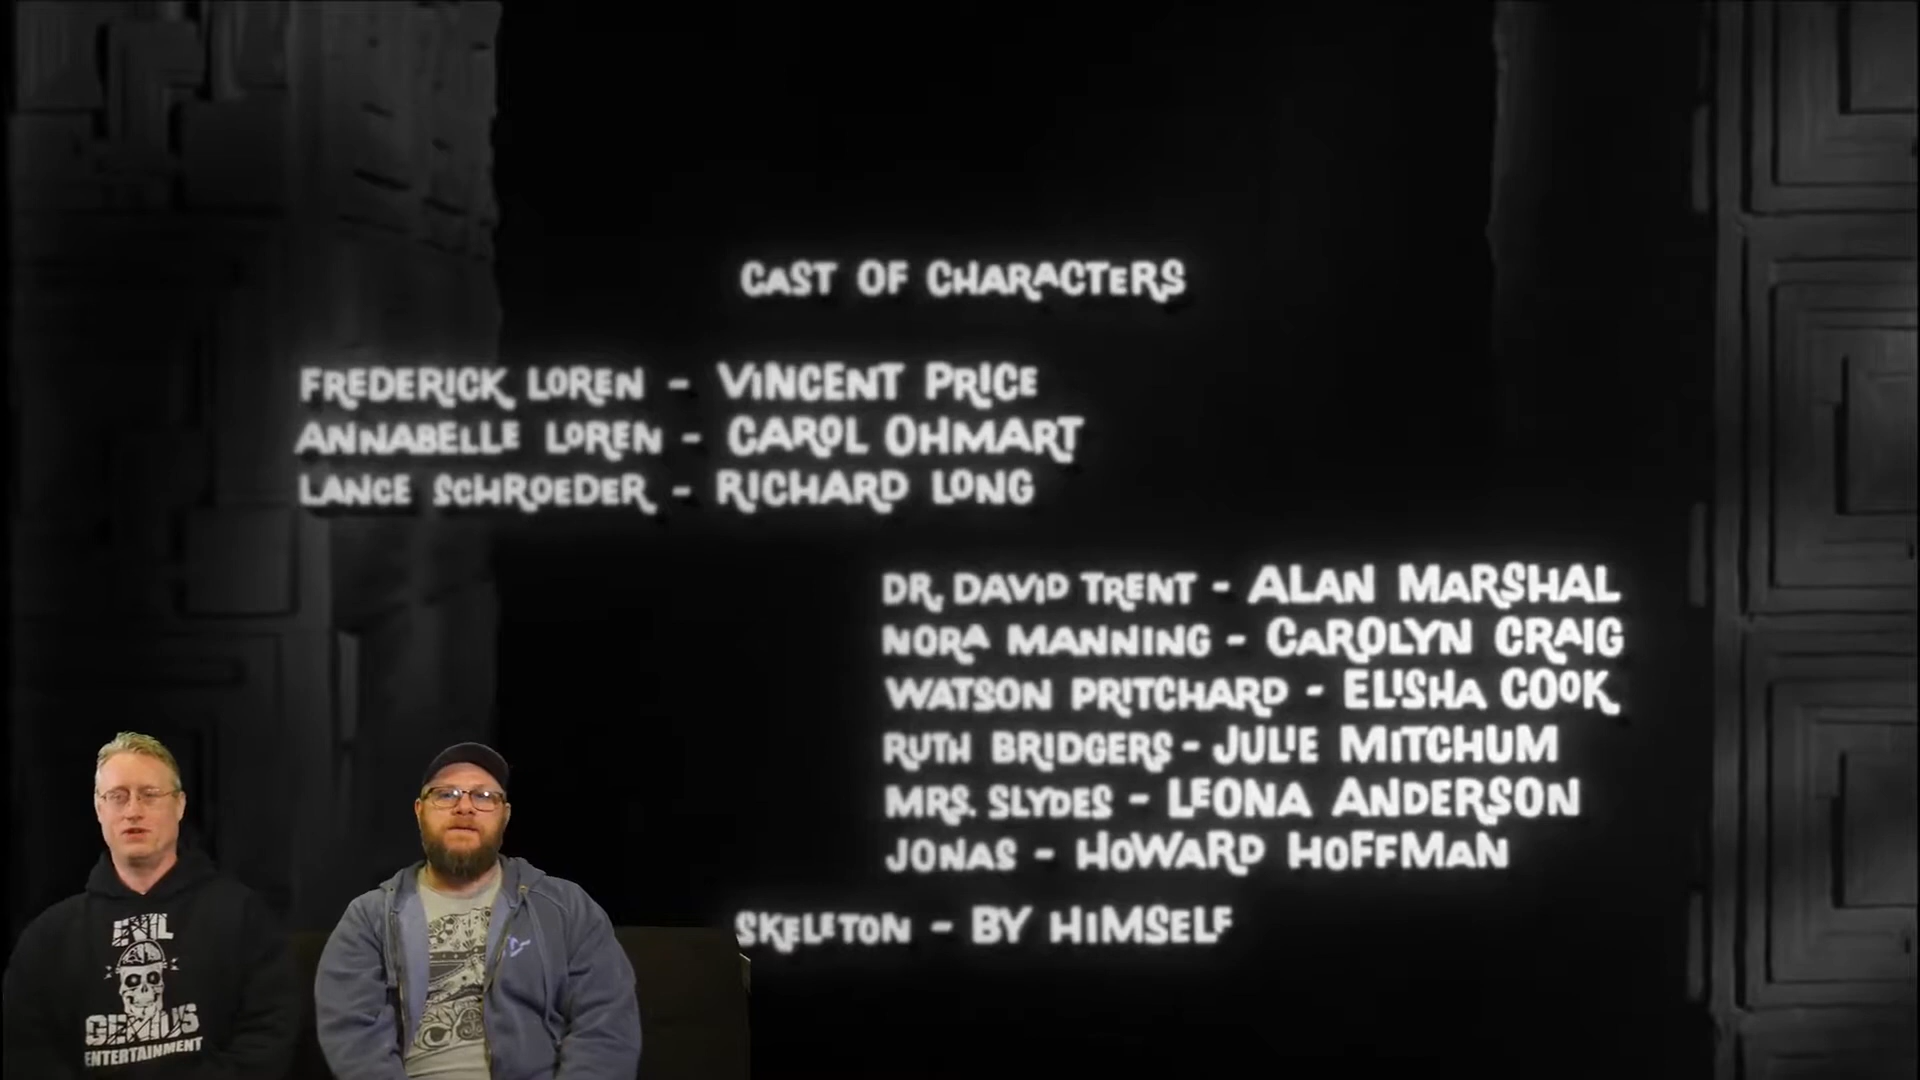 CAST OF CHARACTERS
FREDERICK LOREN - VINCENT PRICE
ANNABELLE LOREN - CAROL OHMART
LANCE SCHROEDER - RICHARD LONG
DR. DAVID TRENT - ALAN MARSHAL
NORA MANNING - CAROLYN CRAIG
WATSON PRITCHARD - ELISHA COOK
RUTH BRIDGERS - JULIE MITCHUM
MRS. SLYDES - LEONA ANDERSON
JONAS - HOWARD HOFFMAN
SKELETON - BY HIMSELF
EVIL
GENIUS
ENTERTAINMENT